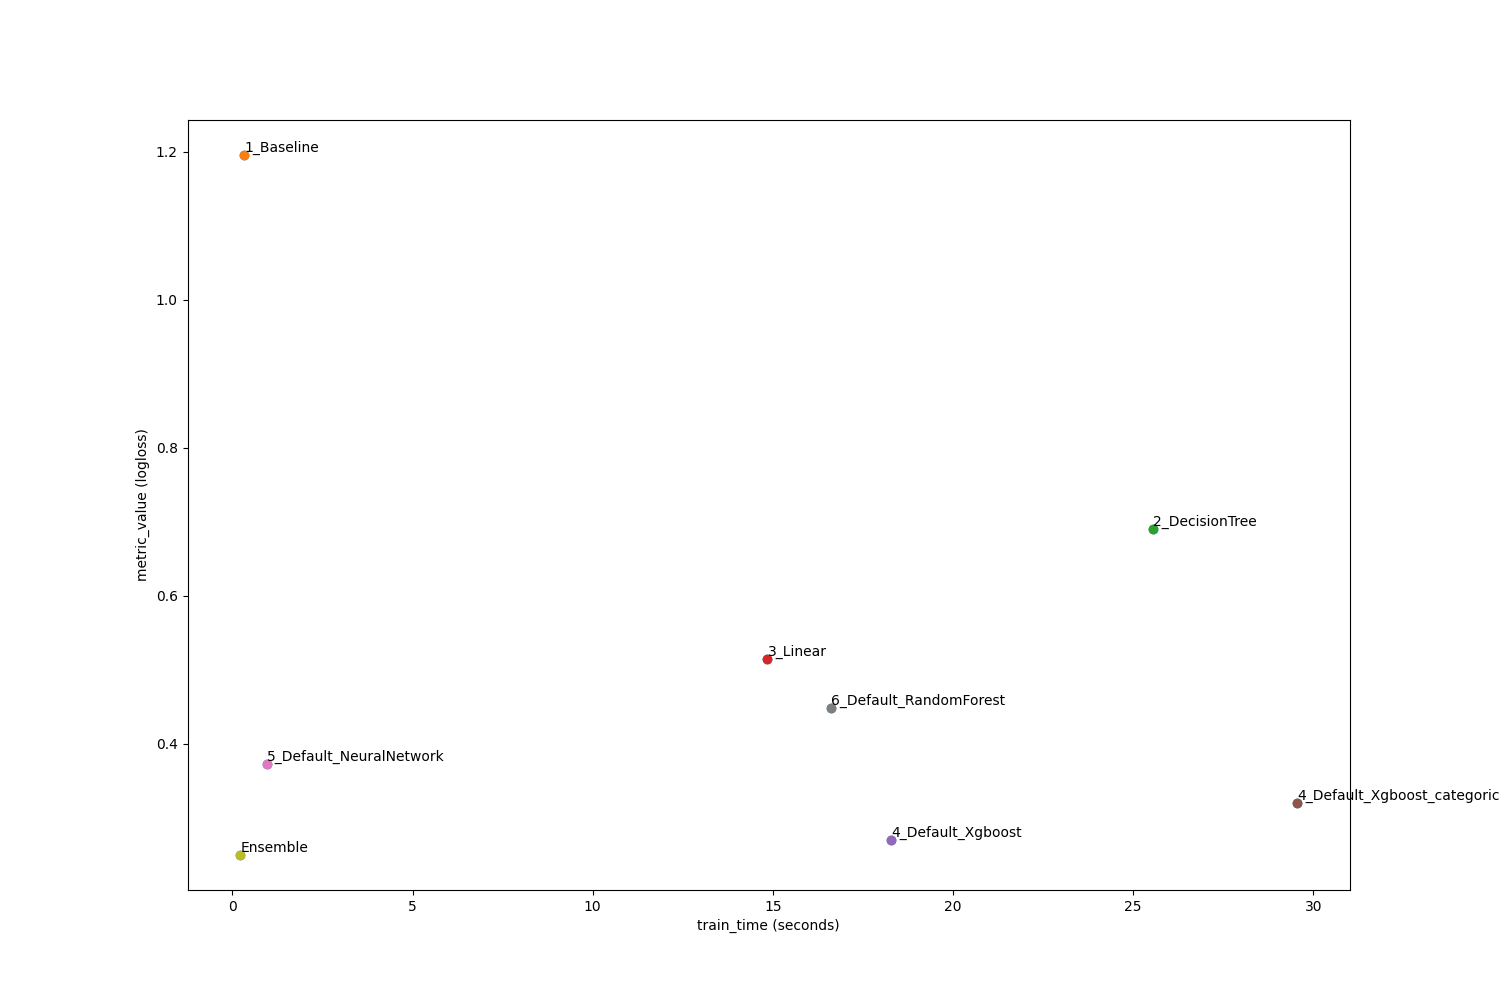 1_Baseline
1.2
1.0
0.8
metric_value (logloss)
2_DecisionTree
0.6
3_Linear
6_Default_RandomForest
0.4
5_Default_NeuralNetwork
4_Default_Xgboost_categoric
4_Default_Xgboost
Ensemble
0 5 10 15 20 25 30
train_time (seconds)